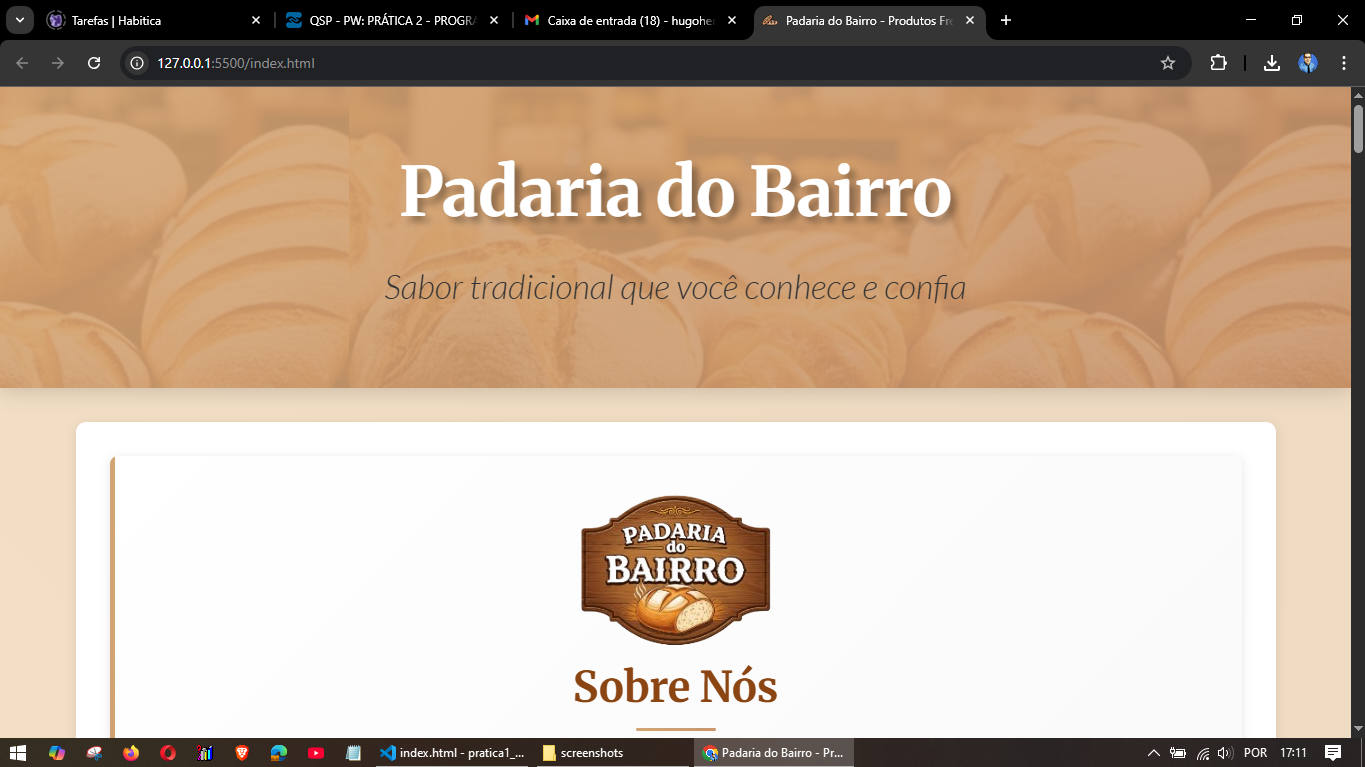 Tarefas | Habitica
QSP - PW: PRÁTICA 2 - PROGRA
Caixa de entrada (18) - hugoher
Padaria do Bairro - Produtos Fre
127.0.0.1:5500/index.html
Padaria do Bairro
Sabor tradicional que você conhece e confia
PADARIA
do
BAIRRO
Sobre Nós
index.html - pratica1_...
screenshots
Padaria do Bairro - Pr...
POR
17:11